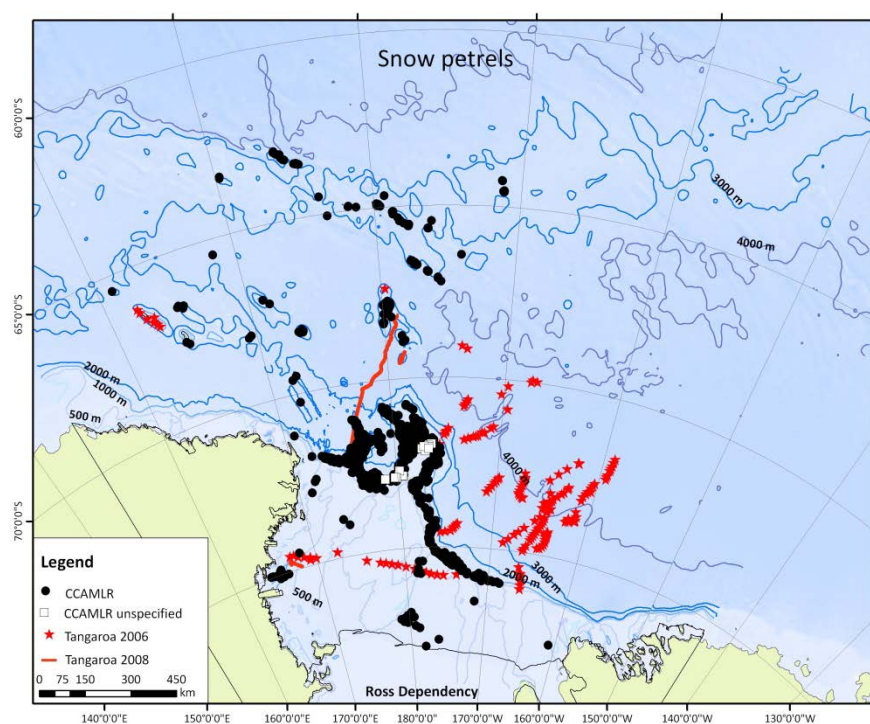 Snow petrels
60°0'0"S
3000 m
4000 m
65°0'0"S
2000 m
1000 m
500 m
4000 m
70°0'0"S
3000 m
2000 m
500 m
Legend
CCAMLR
CCAMLR unspecified
Tangaroa 2006
Tangaroa 2008
0 75 150 300 450
km
Ross Dependency
140°0'0"E 150°0'0"E 160°0'0"E 170°0'0"E 180°0'0" 170°0'0"W 160°0'0"W 150°0'0"W 140°0'0"W 130°0'0"W